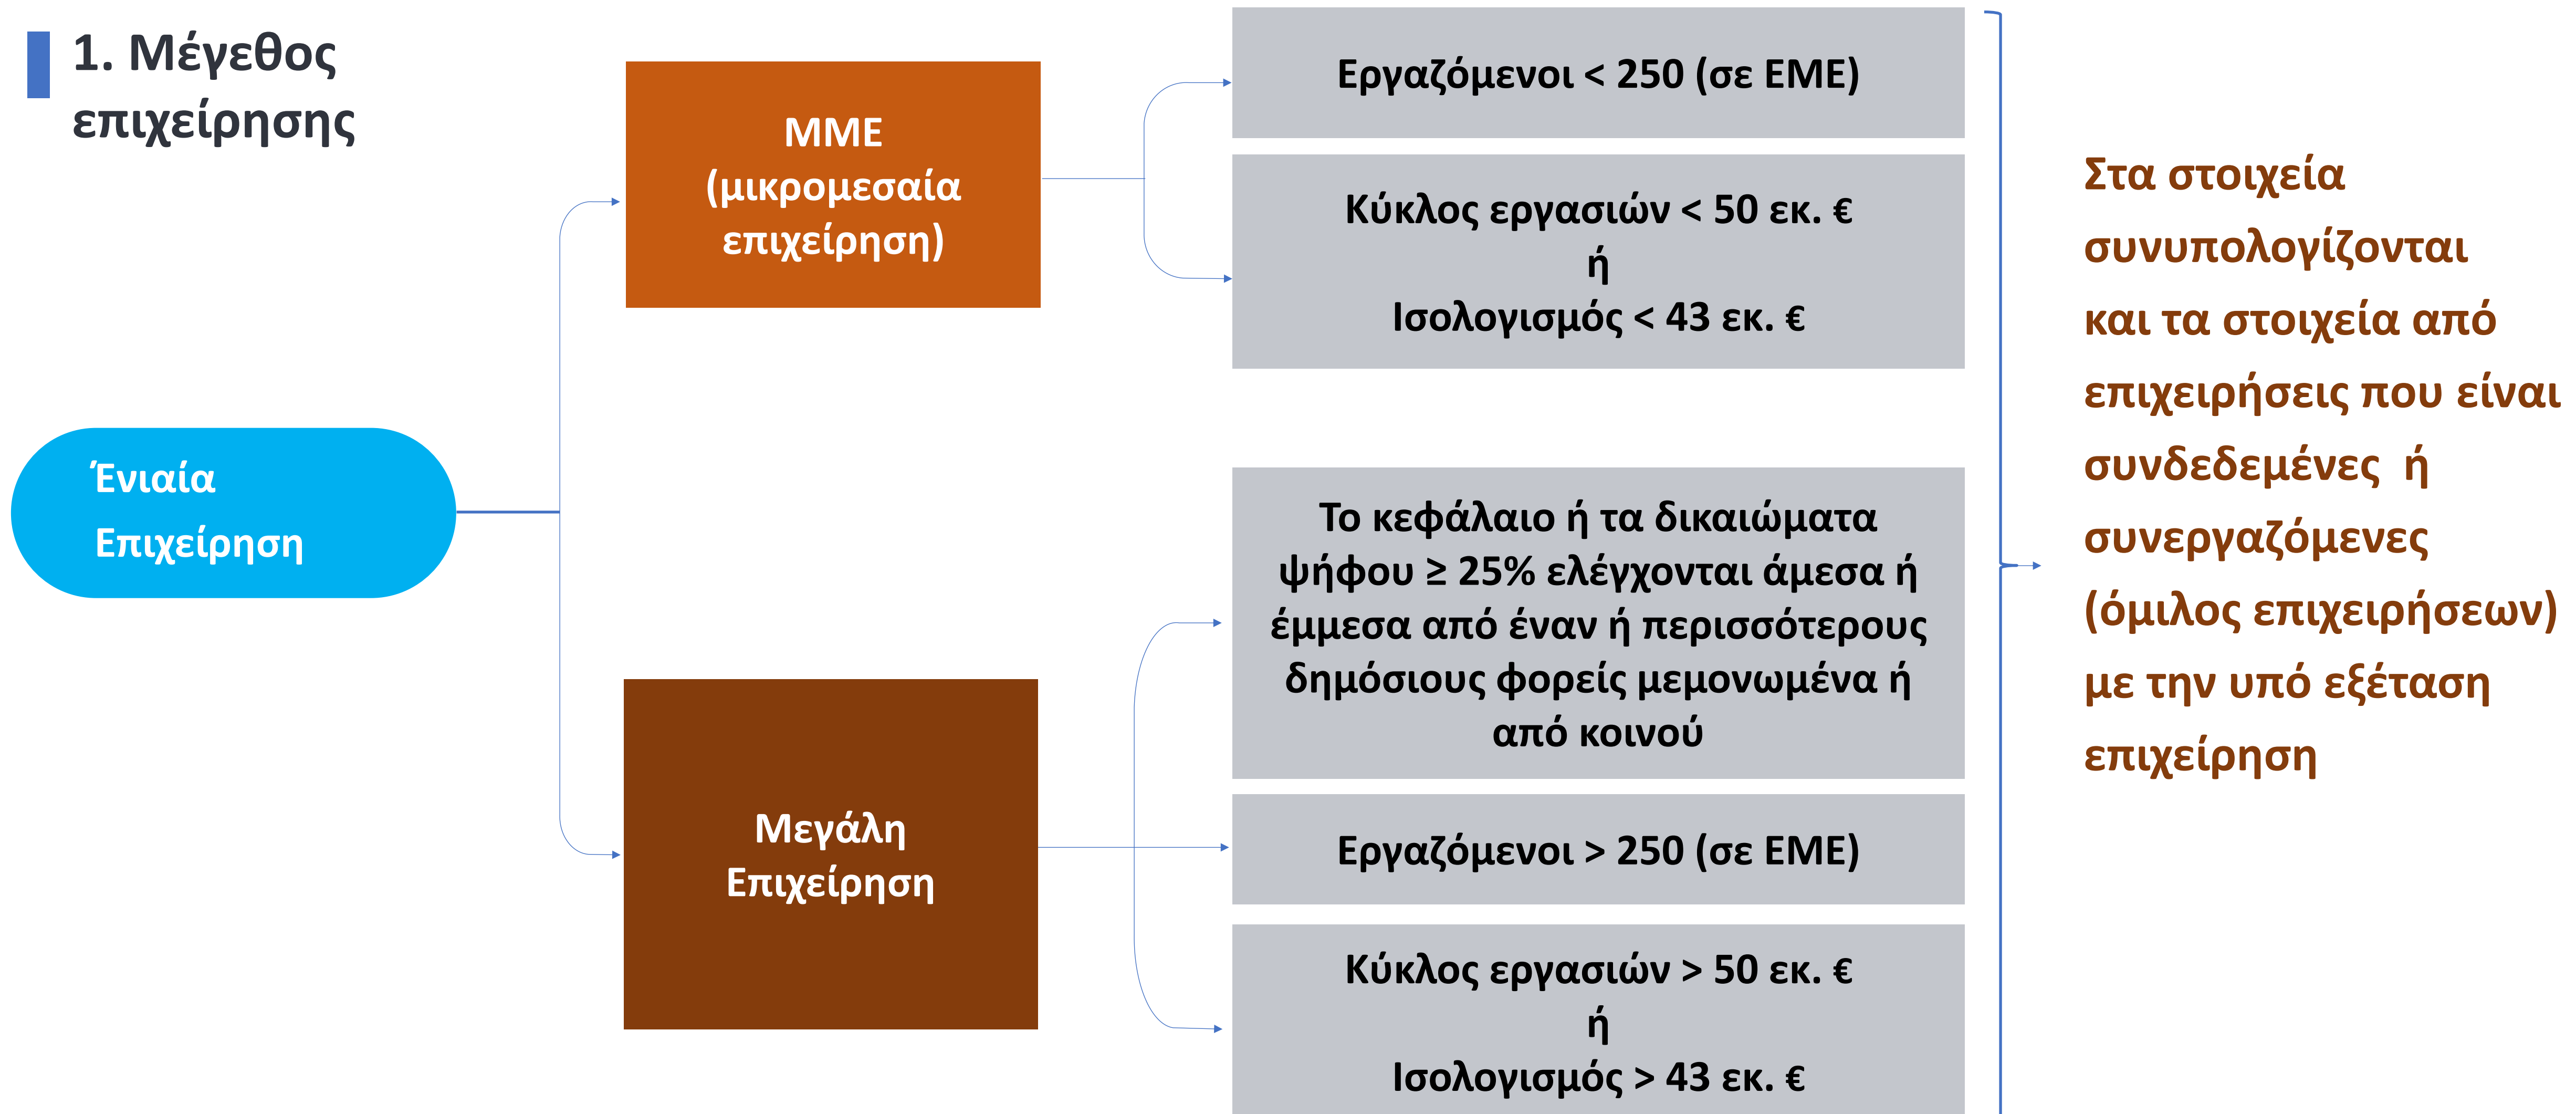 1. Μέγεθος
επιχείρησης
Ένιαία
Επιχείρηση
ΜΜΕ
(μικρομεσαία
επιχείρηση)
Εργαζόμενοι < 250 (σε ΕΜΕ)
Κύκλος εργασιών < 50 εκ. €
ή
Ισολογισμός < 43 εκ. €
Μεγάλη
Επιχείρηση
Το κεφάλαιο ή τα δικαιώματα
ψήφου ≥ 25% ελέγχονται άμεσα ή
έμμεσα από έναν ή περισσότερους
δημόσιους φορείς μεμονωμένα ή
από κοινού
Εργαζόμενοι > 250 (σε ΕΜΕ)
Κύκλος εργασιών > 50 εκ. €
ή
Ισολογισμός > 43 εκ. €
Στα στοιχεία
συνυπολογίζονται
και τα στοιχεία από
επιχειρήσεις που είναι
συνδεδεμένες ή
συνεργαζόμενες
(όμιλος επιχειρήσεων)
με την υπό εξέταση
επιχείρηση